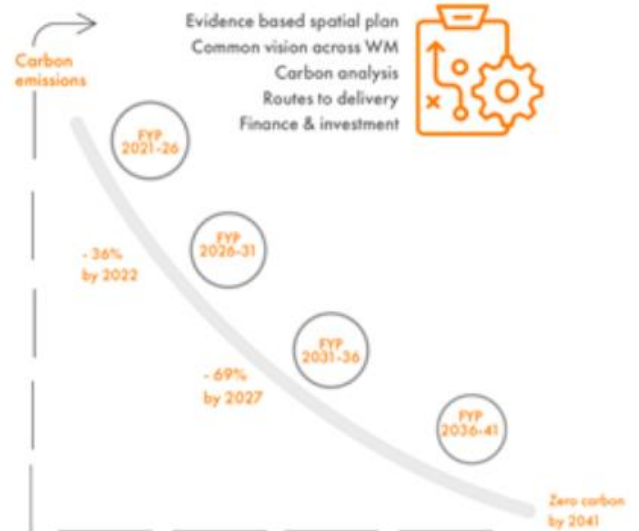 Evidence based spatial plan
Common vision across WM
Carbon analysis
Routes to delivery
Finance & investment
Carbon
emissions
FYP
2021-26
FYP
2026-31
- 36%
by 2022
FYP
2031-36
- 69%
by 2027
FYP
2036-41
Zero carbon
by 2041